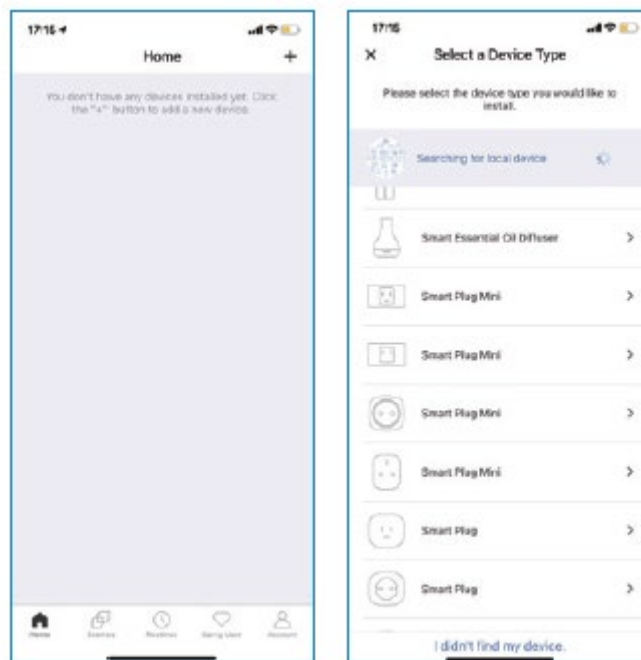 17:15
Home
+
You don't have any devices installed yet. Click
the "+" button to add a new device.
Home
Scenes
Routines
Being Used
Account
17:15
Select a Device Type
Please select the device type you would like to
install.
Searching for local device
Smart Essential Oil Diffuser
Smart Plug Mini
Smart Plug Mini
Smart Plug Mini
Smart Plug Mini
Smart Plug
Smart Plug
I didn't find my device.